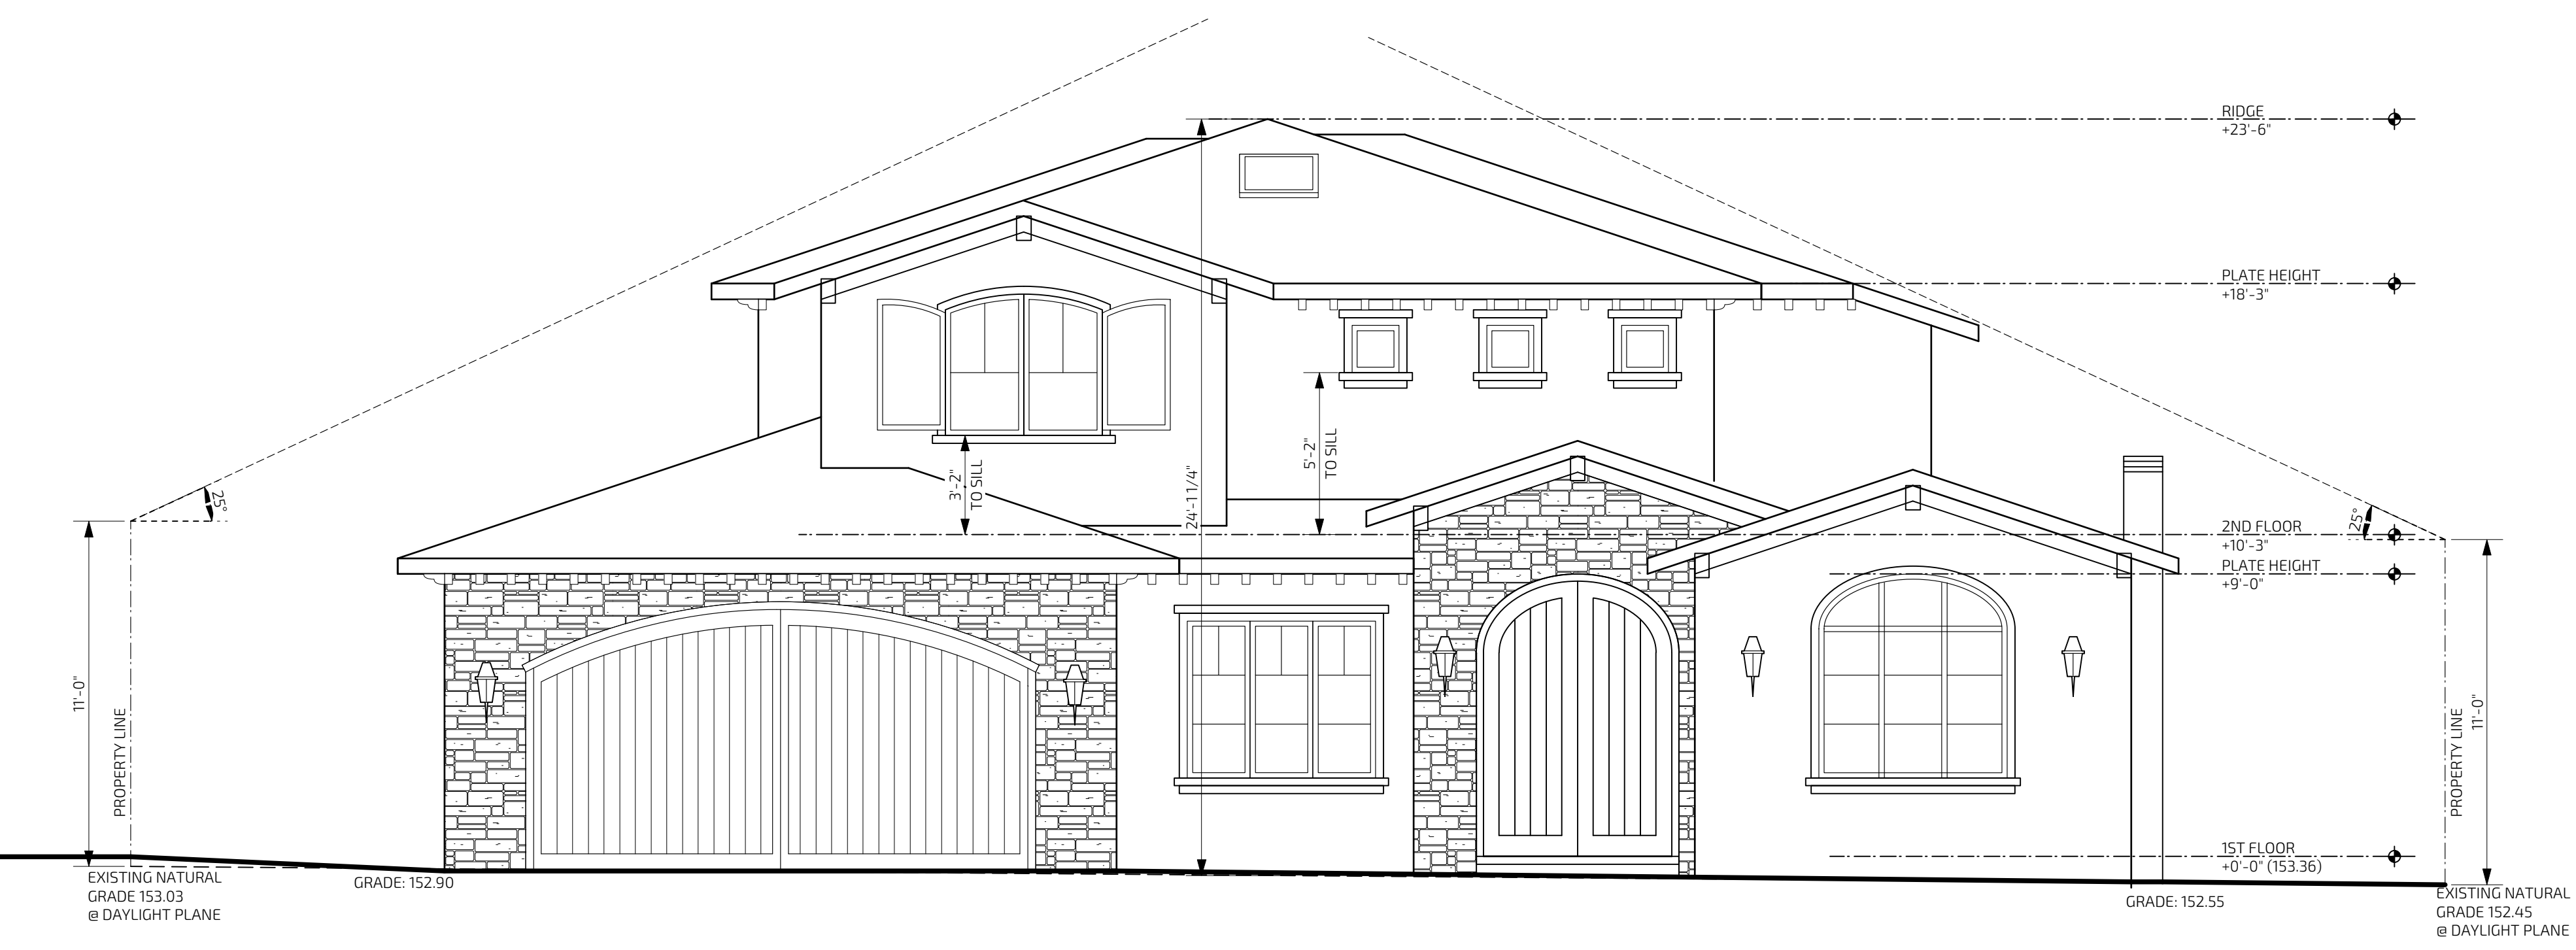 RIDGE
+23'-6"
PLATE HEIGHT
+18'-3"
25°
3'-2"
TO SILL
24'-1 1/4"
5'-2"
TO SILL
25°
2ND FLOOR
+10'-3"
PLATE HEIGHT
+9'-0"
11'-0"
PROPERTY LINE
PROPERTY LINE
11'-0"
1ST FLOOR
+0'-0" (153.36)
EXISTING NATURAL
GRADE 153.03
@ DAYLIGHT PLANE
GRADE: 152.90
GRADE: 152.55
EXISTING NATURAL
GRADE 152.45
@ DAYLIGHT PLANE